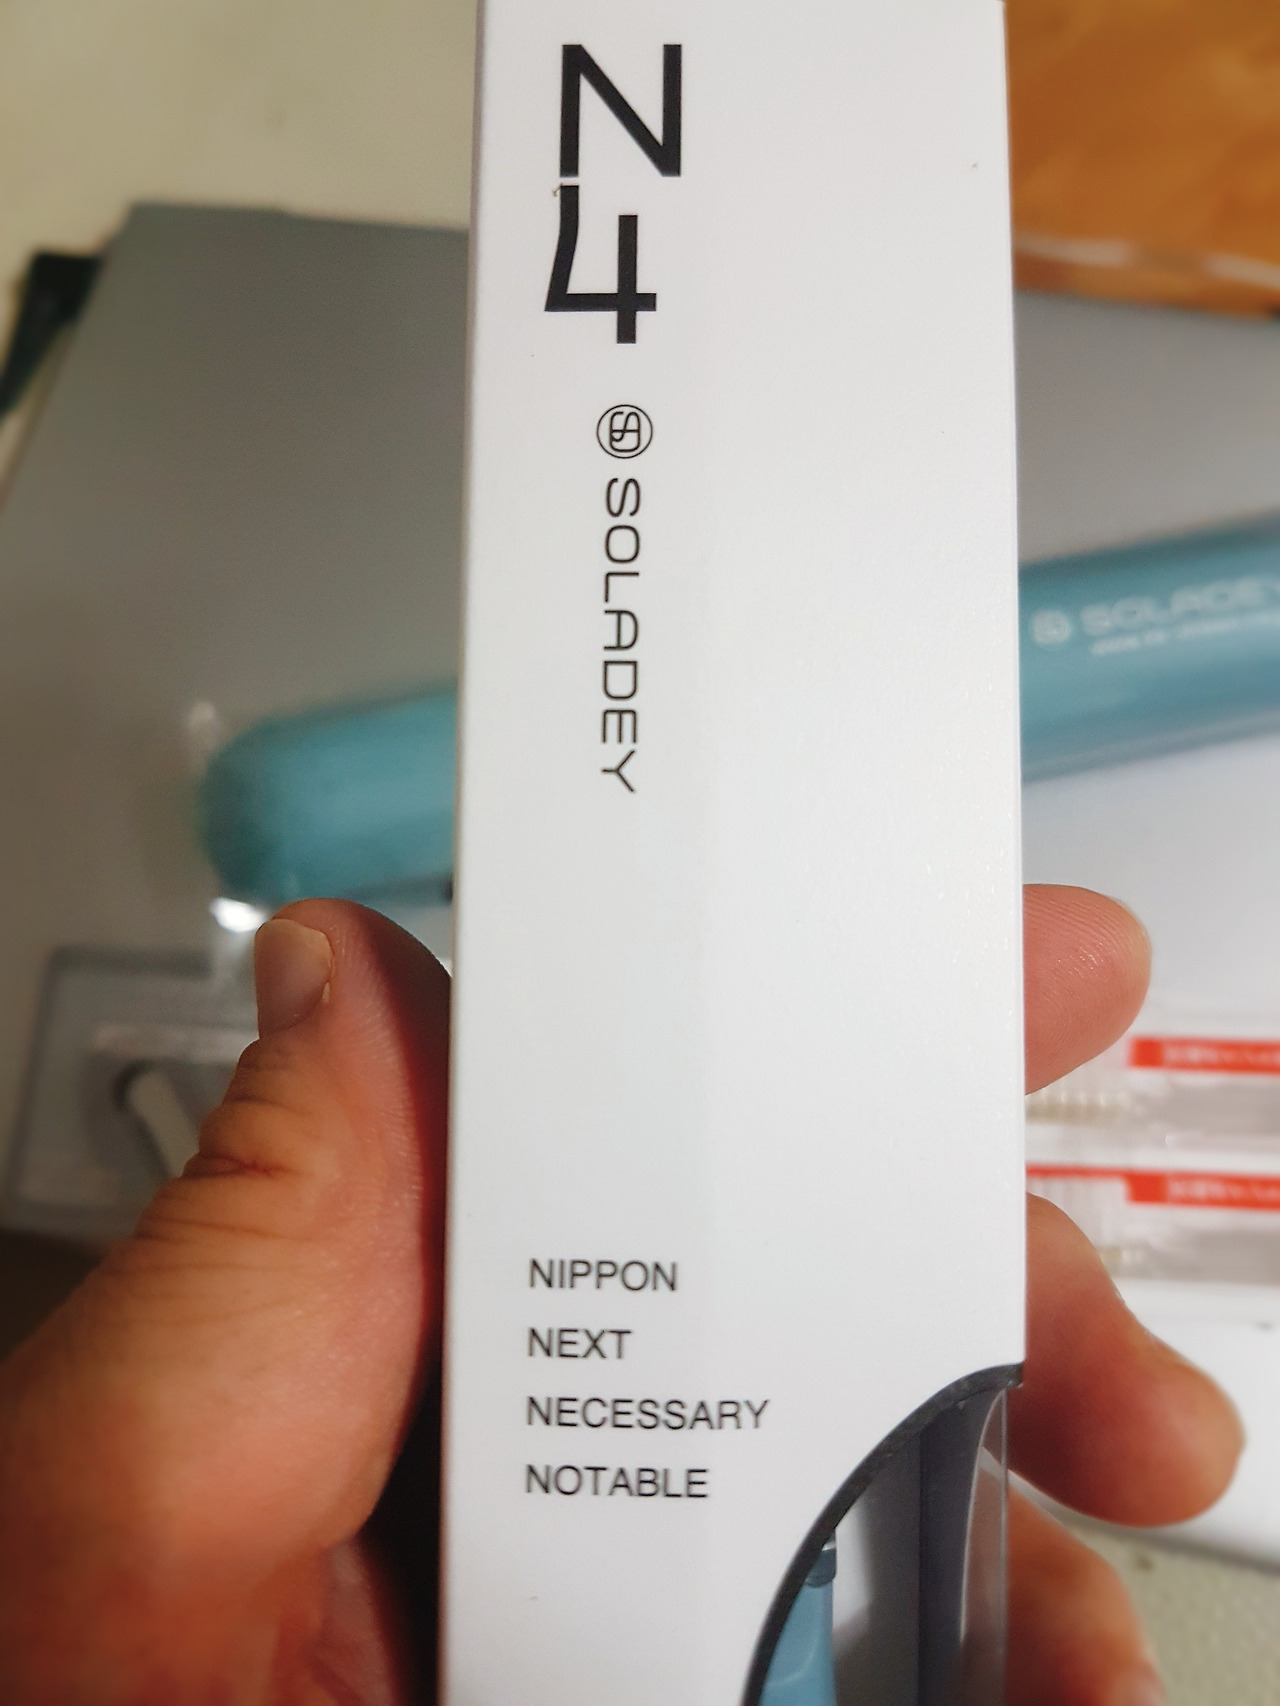 N4
SOLADEY
NIPPON
NEXT
NECESSARY
NOTABLE
SOLADEY